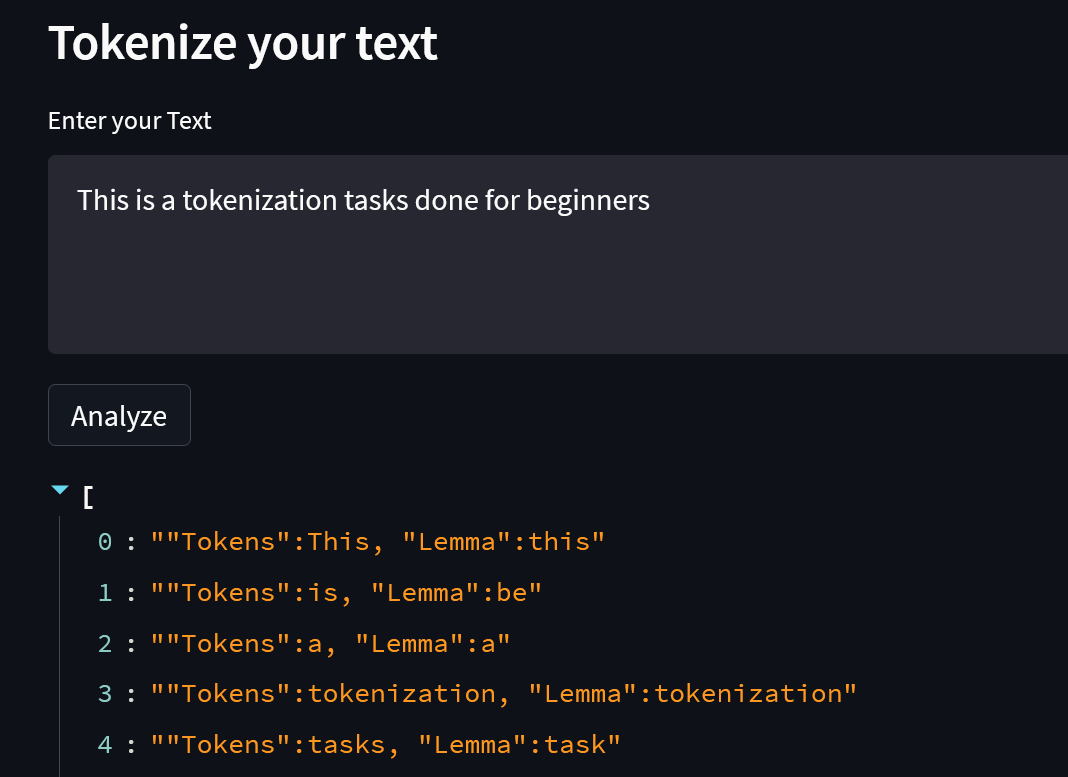 Tokenize your text
Enter your Text
This is a tokenization tasks done for beginners
Analyze
[
0 : ""Tokens":This, "Lemma":this"
1 : ""Tokens":is, "Lemma":be"
2 : ""Tokens":a, "Lemma":a"
3 : ""Tokens":tokenization, "Lemma":tokenization"
4 : ""Tokens":tasks, "Lemma":task"